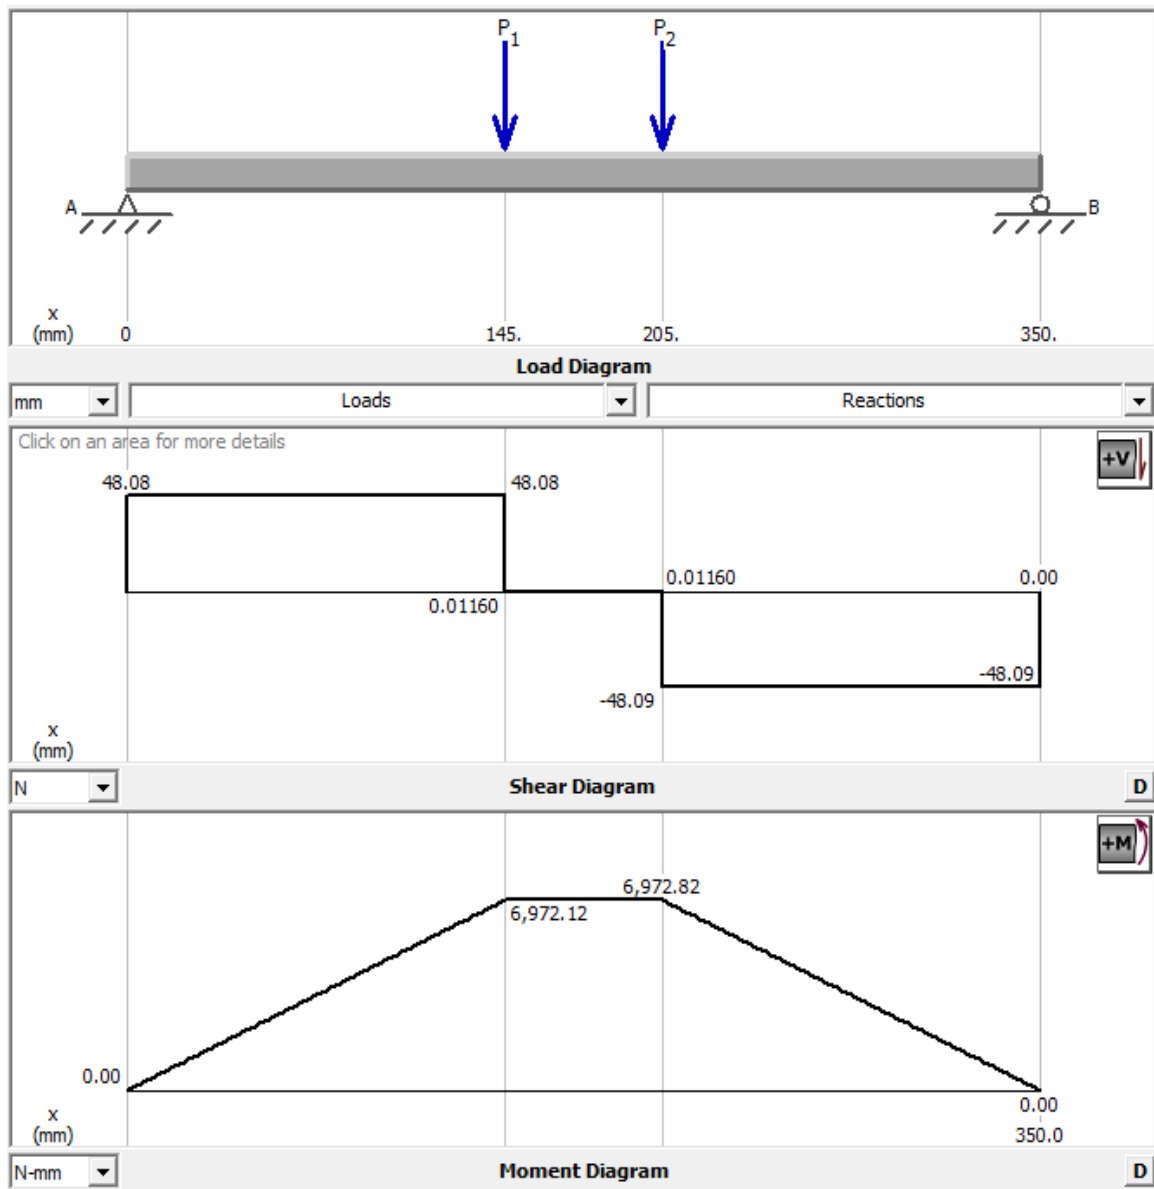 P1 P2
A B
x
(mm) 0 145. 205. 350.
Load Diagram
mm Loads Reactions
Click on an area for more details
+V
48.08 48.08
0.01160 0.01160 0.00
-48.09 -48.09
x
(mm)
N Shear Diagram D
+M
6,972.82
6,972.12
0.00
0.00
x
(mm) 350.0
N-mm Moment Diagram D